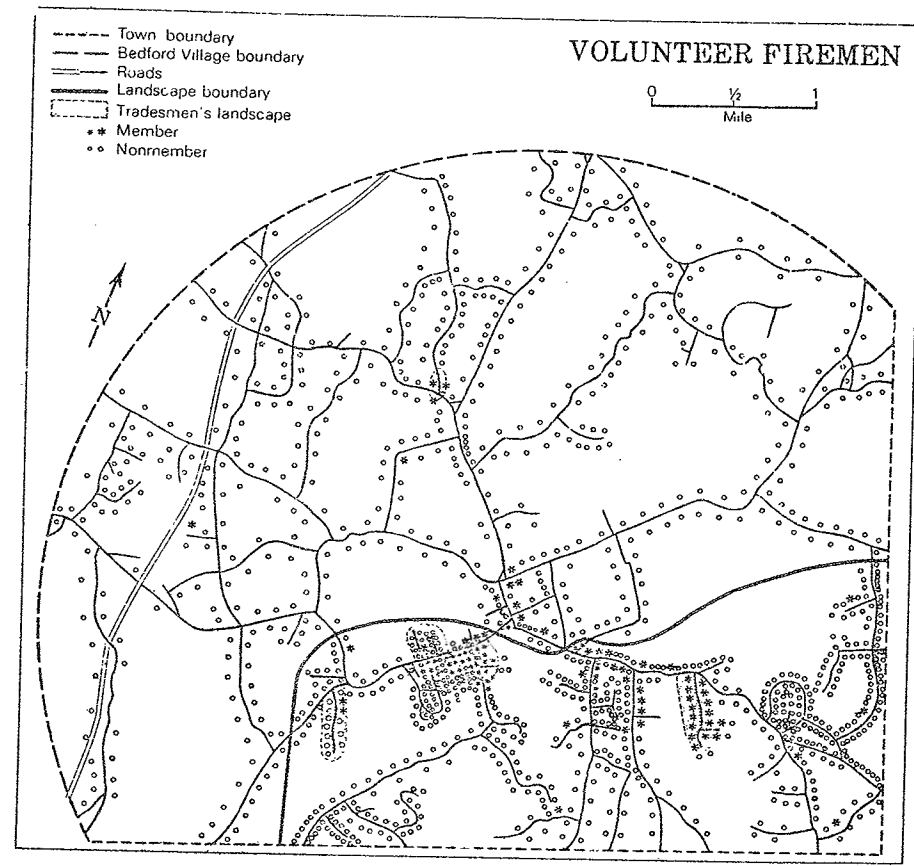 Town boundary
Bedford Village boundary
Roads
Landscape boundary
Tradesmen's landscape
Member
Nonmember
VOLUNTEER FIREMEN
0 ½ 1
Mile
N